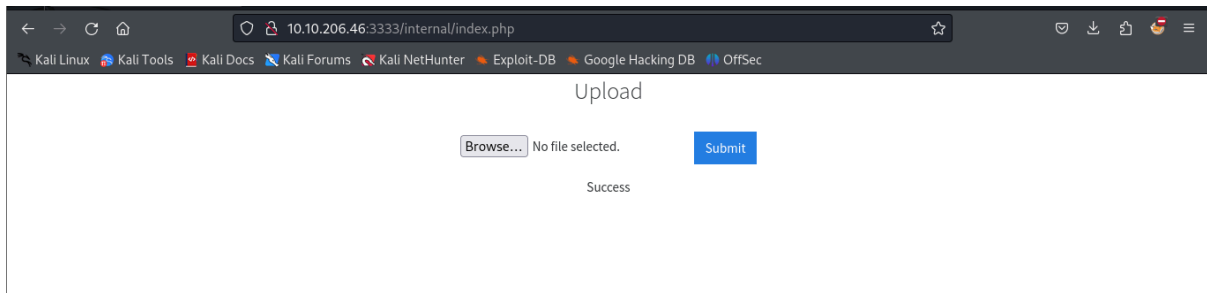 10.10.206.46:3333/internal/index.php
Kali Linux Kali Tools Kali Docs Kali Forums Kali NetHunter Exploit-DB Google Hacking DB OffSec
Upload
Browse... No file selected. Submit
Success